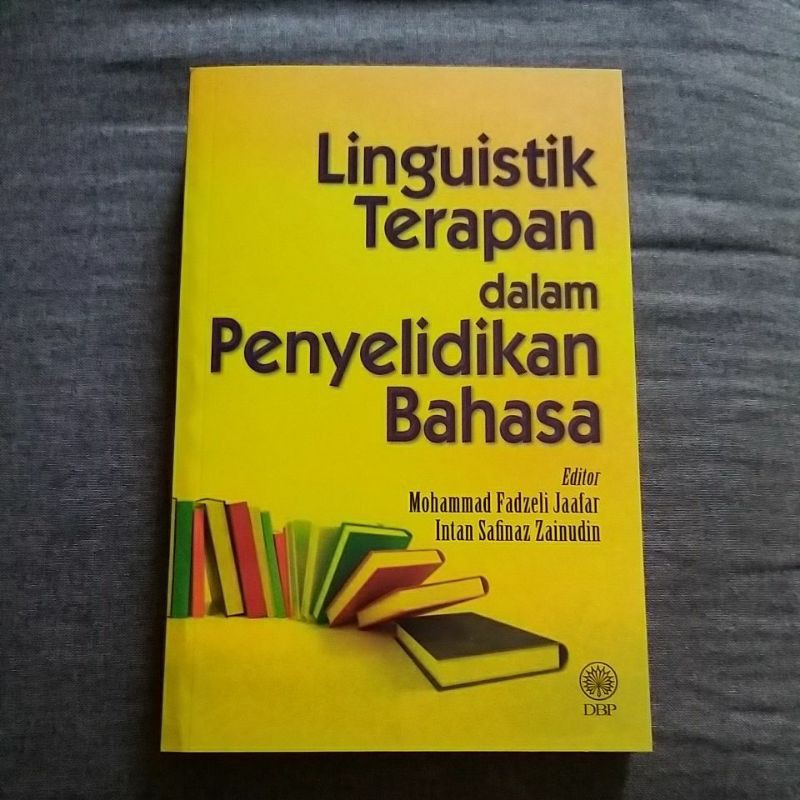 Linguistik
Terapan
dalam
Penyelidikan
Bahasa
Editor
Mohammad Fadzeli Jaafar
Intan Safinaz Zainudin
DBP